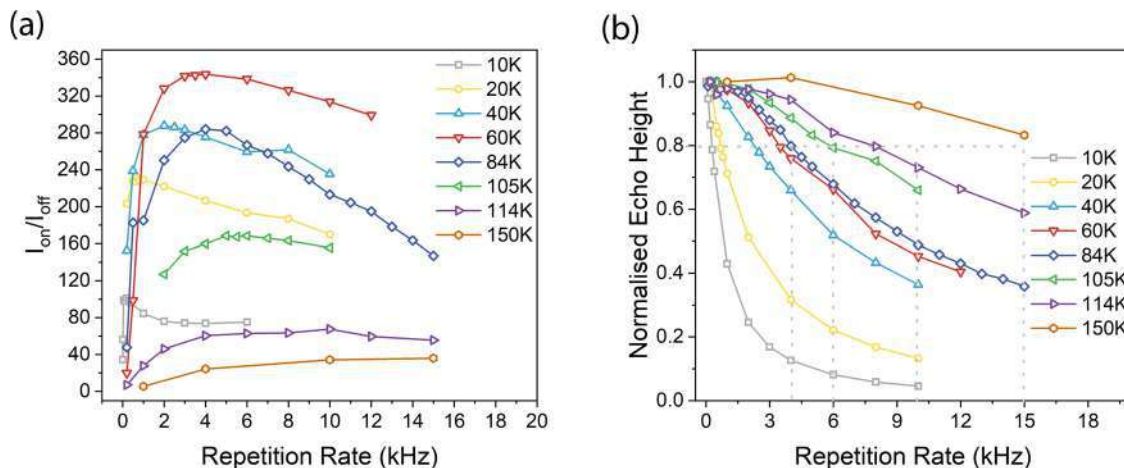 (a)
I_on/I_off
360
320
280
240
200
160
120
80
40
0
0 2 4 6 8 10 12 14 16 18 20
Repetition Rate (kHz)
10K
20K
40K
60K
84K
105K
114K
150K
(b)
Normalised Echo Height
1.0
0.8
0.6
0.4
0.2
0.0
0 3 6 9 12 15 18
Repetition Rate (kHz)
10K
20K
40K
60K
84K
105K
114K
150K